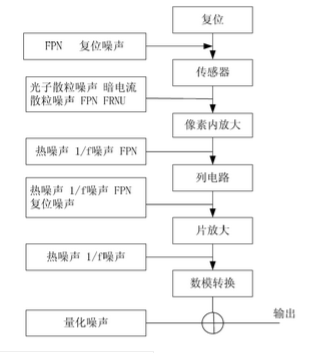 复位
FPN 复位噪声
传感器
光子散粒噪声 暗电流
散粒噪声 FPN FRNU
像素内放大
热噪声 1/f噪声 FPN
列电路
热噪声 1/f噪声 FPN
复位噪声
片放大
热噪声 1/f噪声
数模转换
量化噪声
输出